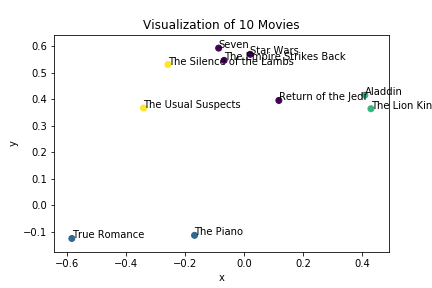 Visualization of 10 Movies
0.6
0.5
0.4
0.3
0.2
0.1
0.0
−0.1
y
Seven
Star Wars
The Empire Strikes Back
The Silence of the Lambs
Aladdin
Return of the Jedi
The Usual Suspects
The Lion Kin
The Piano
True Romance
−0.6
−0.4
−0.2
0.0
0.2
0.4
x